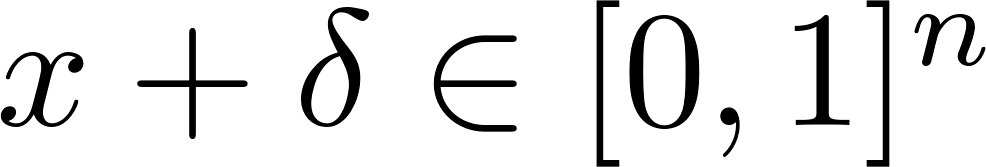 x + δ ∈ [0, 1]ⁿ